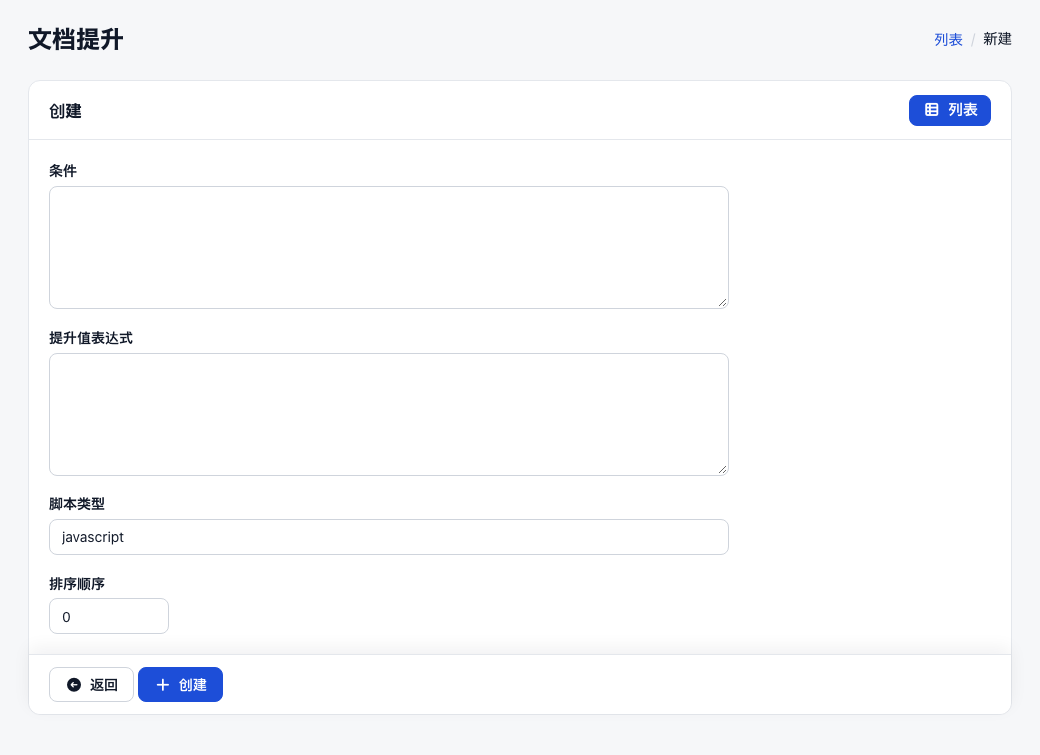 文档提升
列表 / 新建
创建
列表
条件
提升值表达式
脚本类型
javascript
排序顺序
0
返回
创建